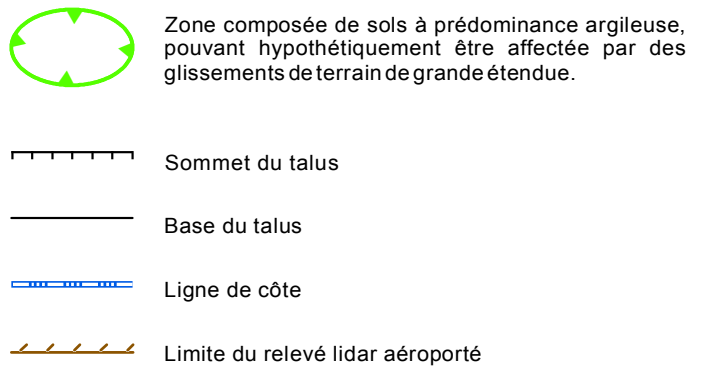 Zone composée de sols à prédominance argileuse,
pouvant hypothétiquement être affectée par des
glissements de terrain de grande étendue.
Sommet du talus
Base du talus
Ligne de côte
Limite du relevé lidar aéroporté